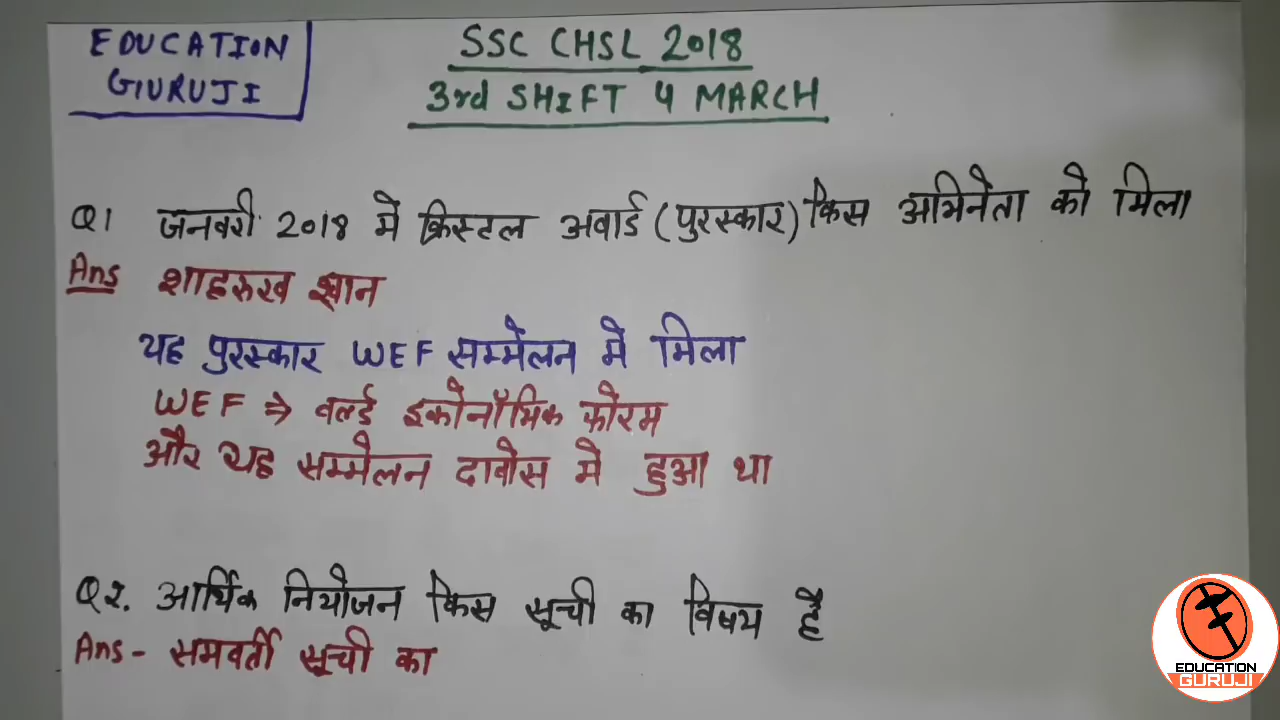 EDUCATION
GURUJI
SSC CHSL 2018
3rd SHIFT 4 MARCH
Q1 जनवरी 2018 मे क्रिस्टल अवार्ड (पुरस्कार) किस अभिनेता को मिला
Ans शाहरुख खान
यह पुरस्कार WEF सम्मेलन मे मिला
WEF ⇒ वर्ल्ड इकोनॉमिक फोरम
और यह सम्मेलन दावोस मे हुआ था
Q2. आर्थिक नियोजन किस सूची का विषय है
Ans - समवर्ती सूची का
EDUCATION
GURUJI